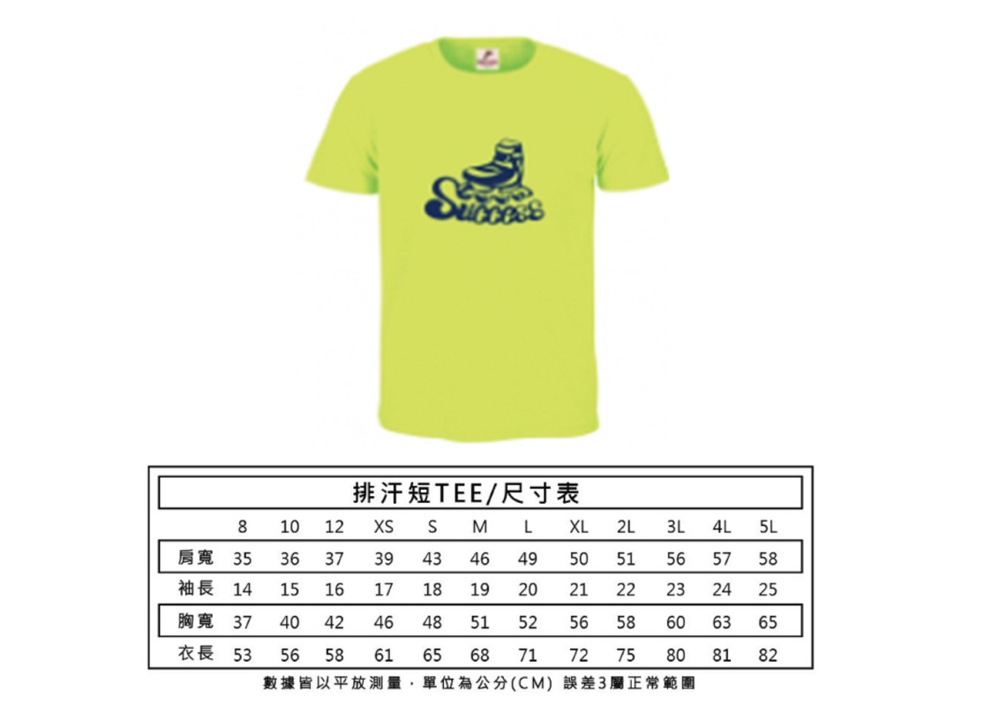 Success
排汗短TEE/尺寸表
8 10 12 XS S M L XL 2L 3L 4L 5L
肩寬 35 36 37 39 43 46 49 50 51 56 57 58
袖長 14 15 16 17 18 19 20 21 22 23 24 25
胸寬 37 40 42 46 48 51 52 56 58 60 63 65
衣長 53 56 58 61 65 68 71 72 75 80 81 82
數據皆以平放測量，單位為公分(CM) 誤差3屬正常範圍